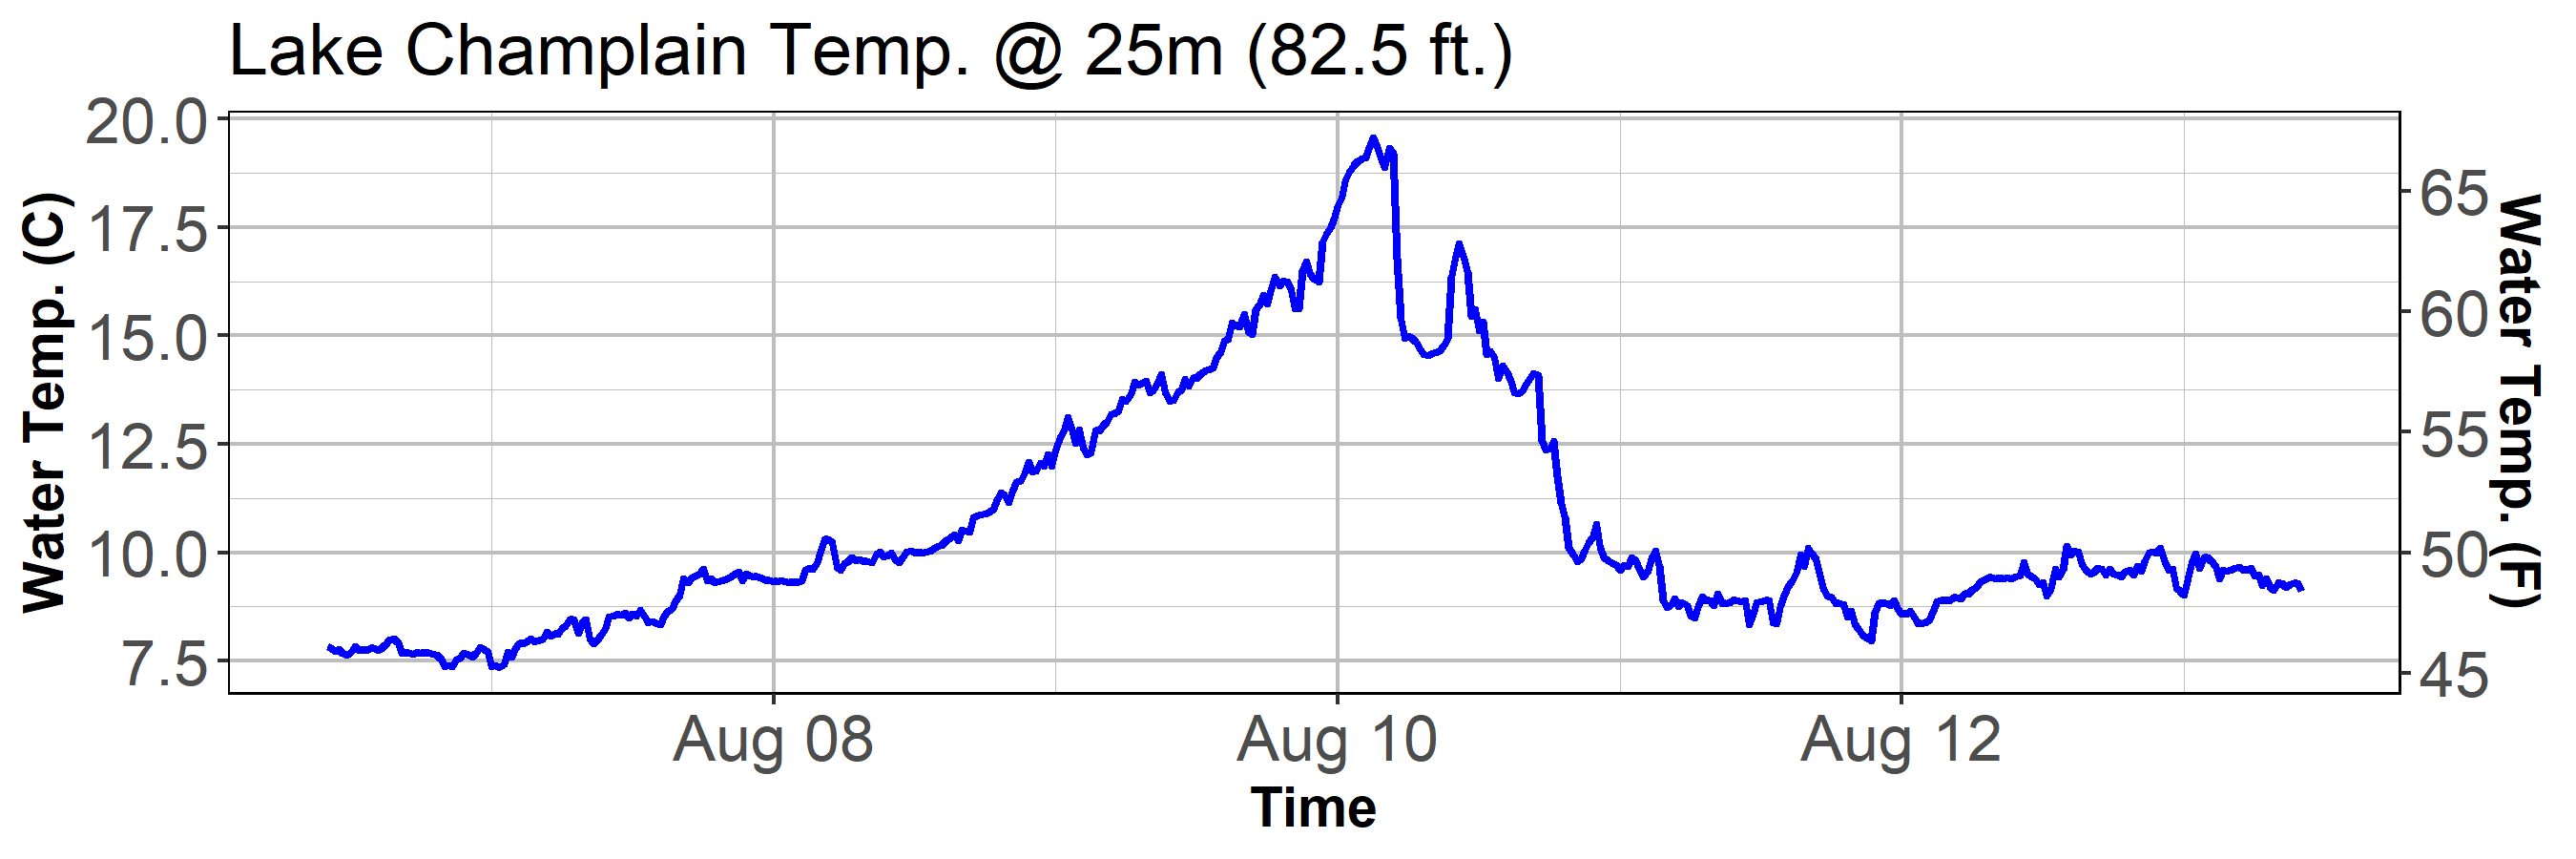 Lake Champlain Temp. @ 25m (82.5 ft.)
Water Temp. (C)
20.0
17.5
15.0
12.5
10.0
7.5
65
60
55
50
45
Water Temp. (F)
Aug 08
Aug 10
Aug 12
Time